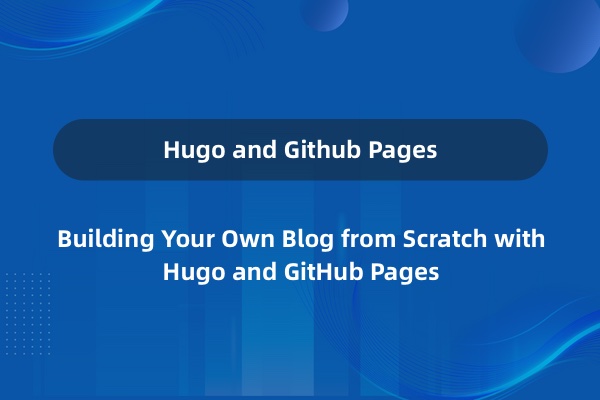 Hugo and Github Pages
Building Your Own Blog from Scratch with
Hugo and GitHub Pages